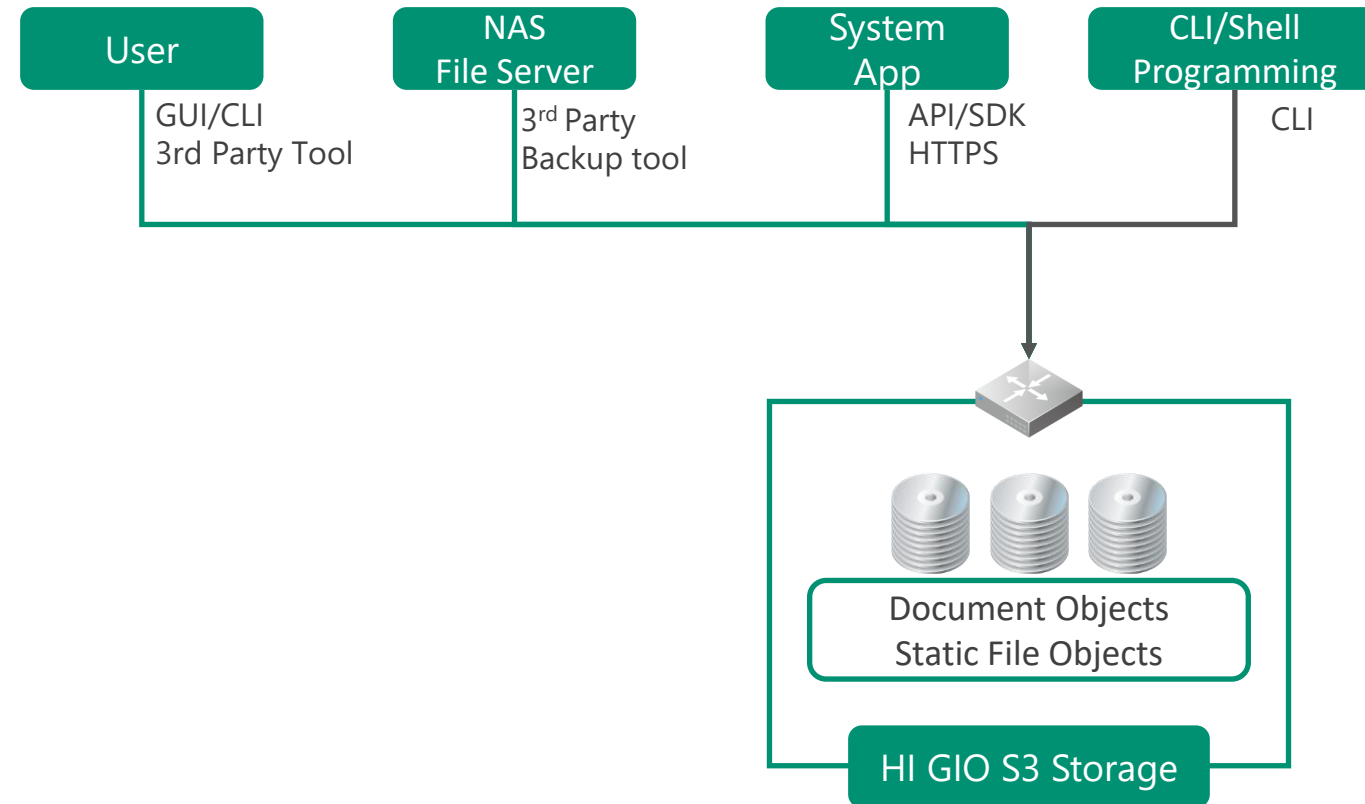 User
NAS
File Server
System
App
CLI/Shell
Programming
GUI/CLI
3rd Party Tool
3rd Party
Backup tool
API/SDK
HTTPS
CLI
Document Objects
Static File Objects
HI GIO S3 Storage